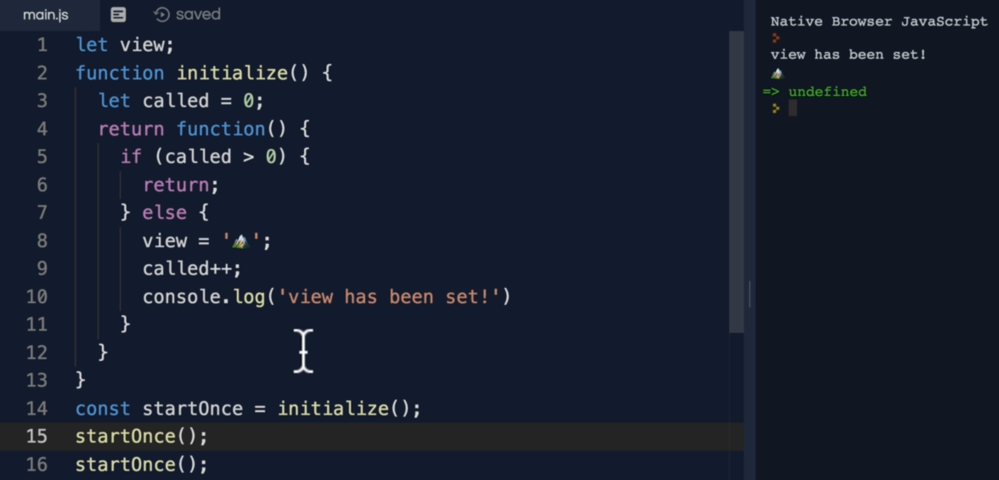 main.js saved
1 let view;
2 function initialize() {
3   let called = 0;
4   return function() {
5     if (called > 0) {
6       return;
7     } else {
8       view = '🏔️';
9       called++;
10       console.log('view has been set!')
11     }
12   }
13 }
14 const startOnce = initialize();
15 startOnce();
16 startOnce();
Native Browser JavaScript
>
view has been set!
🏔️
=> undefined
>